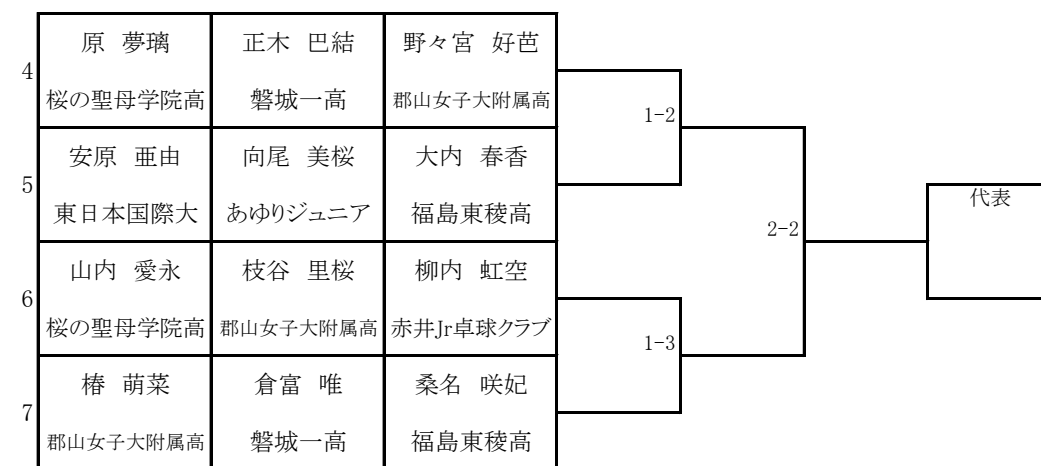 4
原 夢璃 正木 巴結 野々宮 好芭
桜の聖母学院高 磐城一高 郡山女子大附属高
1-2
5
安原 亜由 向尾 美桜 大内 春香
東日本国際大 あゆりジュニア 福島東稜高
2-2
代表
6
山内 愛永 枝谷 里桜 柳内 虹空
桜の聖母学院高 郡山女子大附属高 赤井Jr卓球クラブ
1-3
7
椿 萌菜 倉富 唯 桑名 咲妃
郡山女子大附属高 磐城一高 福島東稜高